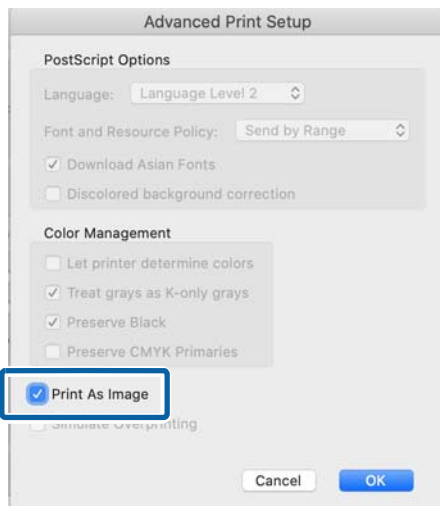 Advanced Print Setup
PostScript Options
Language: Language Level 2
Font and Resource Policy: Send by Range
Download Asian Fonts
Discolored background correction
Color Management
Let printer determine colors
Treat grays as K-only grays
Preserve Black
Preserve CMYK Primaries
Print As Image
Simulate Overprinting
Cancel OK